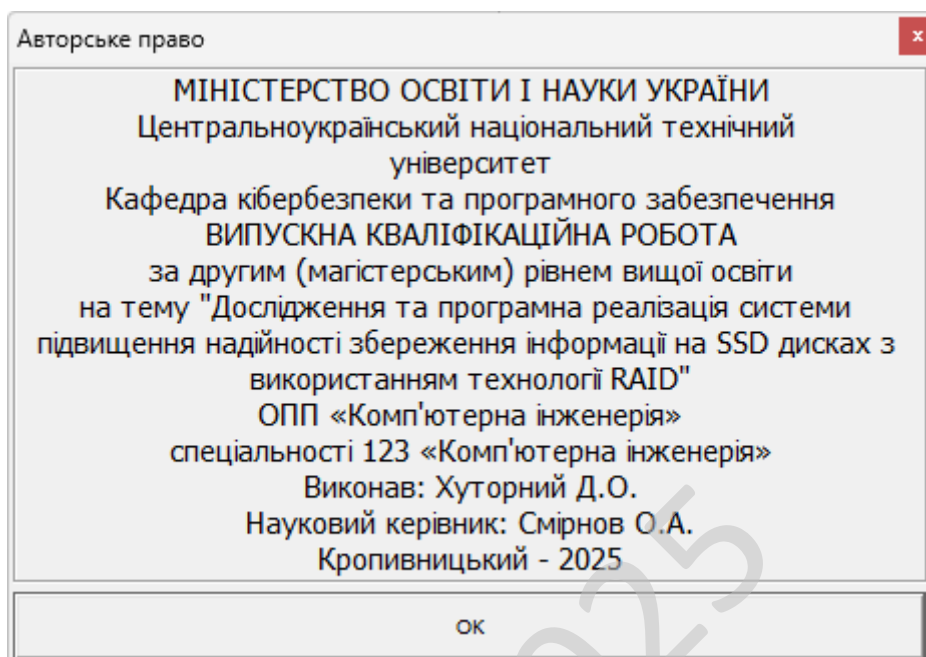 Авторське право
x
МІНІСТЕРСТВО ОСВІТИ І НАУКИ УКРАЇНИ
Центральноукраїнський національний технічний
університет
Кафедра кібербезпеки та програмного забезпечення
ВИПУСКНА КВАЛІФІКАЦІЙНА РОБОТА
за другим (магістерським) рівнем вищої освіти
на тему "Дослідження та програмна реалізація системи
підвищення надійності збереження інформації на SSD дисках з
використанням технології RAID"
ОПП «Комп'ютерна інженерія»
спеціальності 123 «Комп'ютерна інженерія»
Виконав: Хуторний Д.О.
Науковий керівник: Смірнов О.А.
Кропивницький - 2025
ОК
2025